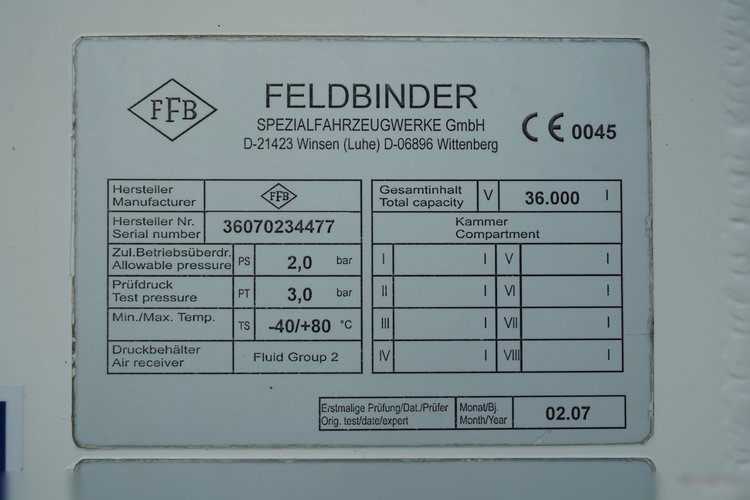 FFB
FELDBINDER
SPEZIALFAHRZEUGWERKE GmbH
D-21423 Winsen (Luhe) D-06896 Wittenberg
CE 0045
Hersteller
Manufacturer
FFB
Hersteller Nr.
Serial number
36070234477
Zul.Betriebsüberdr.
Allowable pressure
PS
2,0 bar
Prüfdruck
Test pressure
PT
3,0 bar
Min./Max. Temp.
TS
-40/+80 °C
Druckbehälter
Air receiver
Fluid Group 2
Gesamtinhalt
Total capacity
V
36.000 l
Kammer
Compartment
I l V l
II l VI l
III l VII l
IV l VIII l
Erstmalige Prüfung/Dat./Prüfer
Orig. test/date/expert
Monat/Bj.
Month/Year
02.07